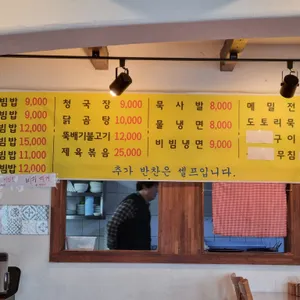 빔밥 9,000 청국장 9,000 묵사발 8,000 메밀전
빔밥 9,000 닭곰탕 10,000 물냉면 8,000 도토리묵
빔밥 12,000 뚝배기불고기 12,000 비빔냉면 9,000 구이
빔밥 15,000 제육볶음 25,000 무침
빔밥 11,000
빔밥 12,000
추가 반찬은 셀프입니다.